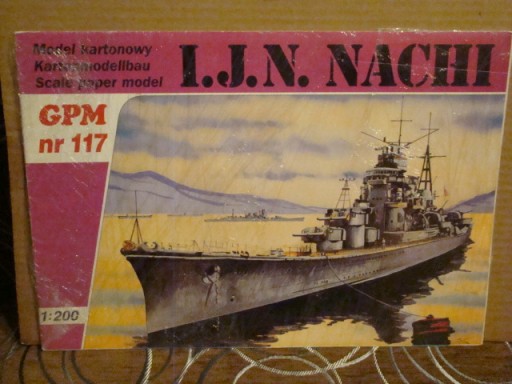 Model kartonowy
Kartonmodellbau
Scale paper model
I.J.N. NACHI
GPM
nr 117
1:200